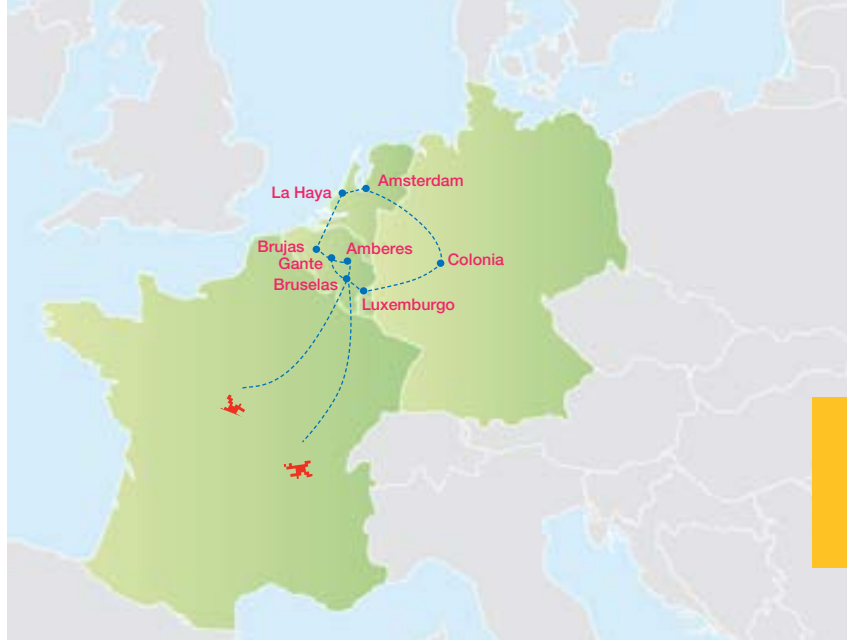 Amsterdam
La Haya
Brujas
Amberes
Gante
Colonia
Bruselas
Luxemburgo